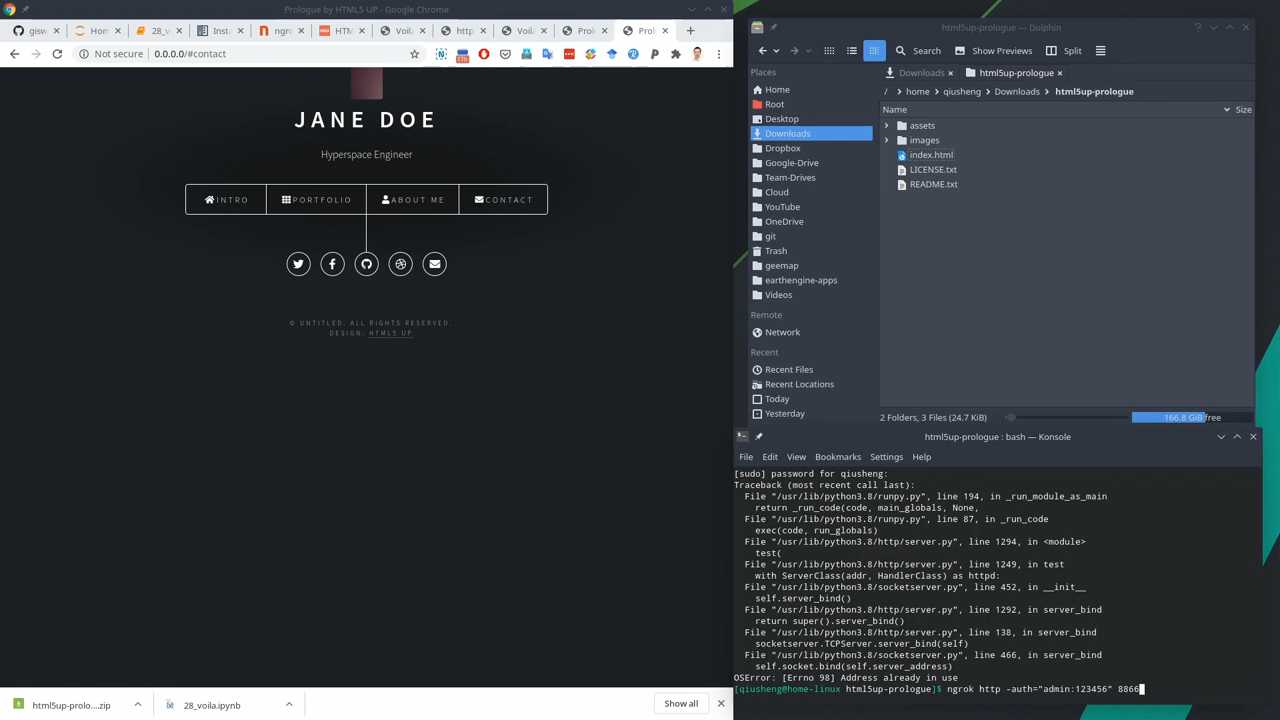 Prologue by HTML5 UP - Google Chrome
gisw
Hon
28_v
Insta
ngro
HTM
Voila
http
Voila
Prolo
Prolo
Not secure 0.0.0.0/#contact
JANE DOE
Hyperspace Engineer
INTRO PORTFOLIO ABOUT ME CONTACT
© UNTITLED. ALL RIGHTS RESERVED.
DESIGN: HTML5 UP
html5up-prolo....zip
28_voila.ipynb
Show all
html5up-prologue — Dolphin
Search Show Previews Split
Places
Home
Root
Desktop
Downloads
Dropbox
Google-Drive
Team-Drives
Cloud
YouTube
OneDrive
git
Trash
geemap
earthengine-apps
Videos
Remote
Network
Recent
Recent Files
Recent Locations
Today
Yesterday
Downloads
html5up-prologue
/ home qiusheng Downloads html5up-prologue
Name Size
assets
images
index.html
LICENSE.txt
README.txt
2 Folders, 3 Files (24.7 KiB) 166.8 GiB free
html5up-prologue : bash — Konsole
File Edit View Bookmarks Settings Help
[sudo] password for qiusheng:
Traceback (most recent call last):
File "/usr/lib/python3.8/runpy.py", line 194, in _run_module_as_main
return _run_code(code, main_globals, None,
File "/usr/lib/python3.8/runpy.py", line 87, in _run_code
exec(code, run_globals)
File "/usr/lib/python3.8/http/server.py", line 1294, in <module>
test(
File "/usr/lib/python3.8/http/server.py", line 1249, in test
with ServerClass(addr, HandlerClass) as httpd:
File "/usr/lib/python3.8/socketserver.py", line 452, in __init__
self.server_bind()
File "/usr/lib/python3.8/http/server.py", line 1292, in server_bind
return super().server_bind()
File "/usr/lib/python3.8/http/server.py", line 138, in server_bind
socketserver.TCPServer.server_bind(self)
File "/usr/lib/python3.8/socketserver.py", line 466, in server_bind
self.socket.bind(self.server_address)
OSError: [Errno 98] Address already in use
[qiusheng@home-linux html5up-prologue]$ ngrok http -auth="admin:123456" 8866